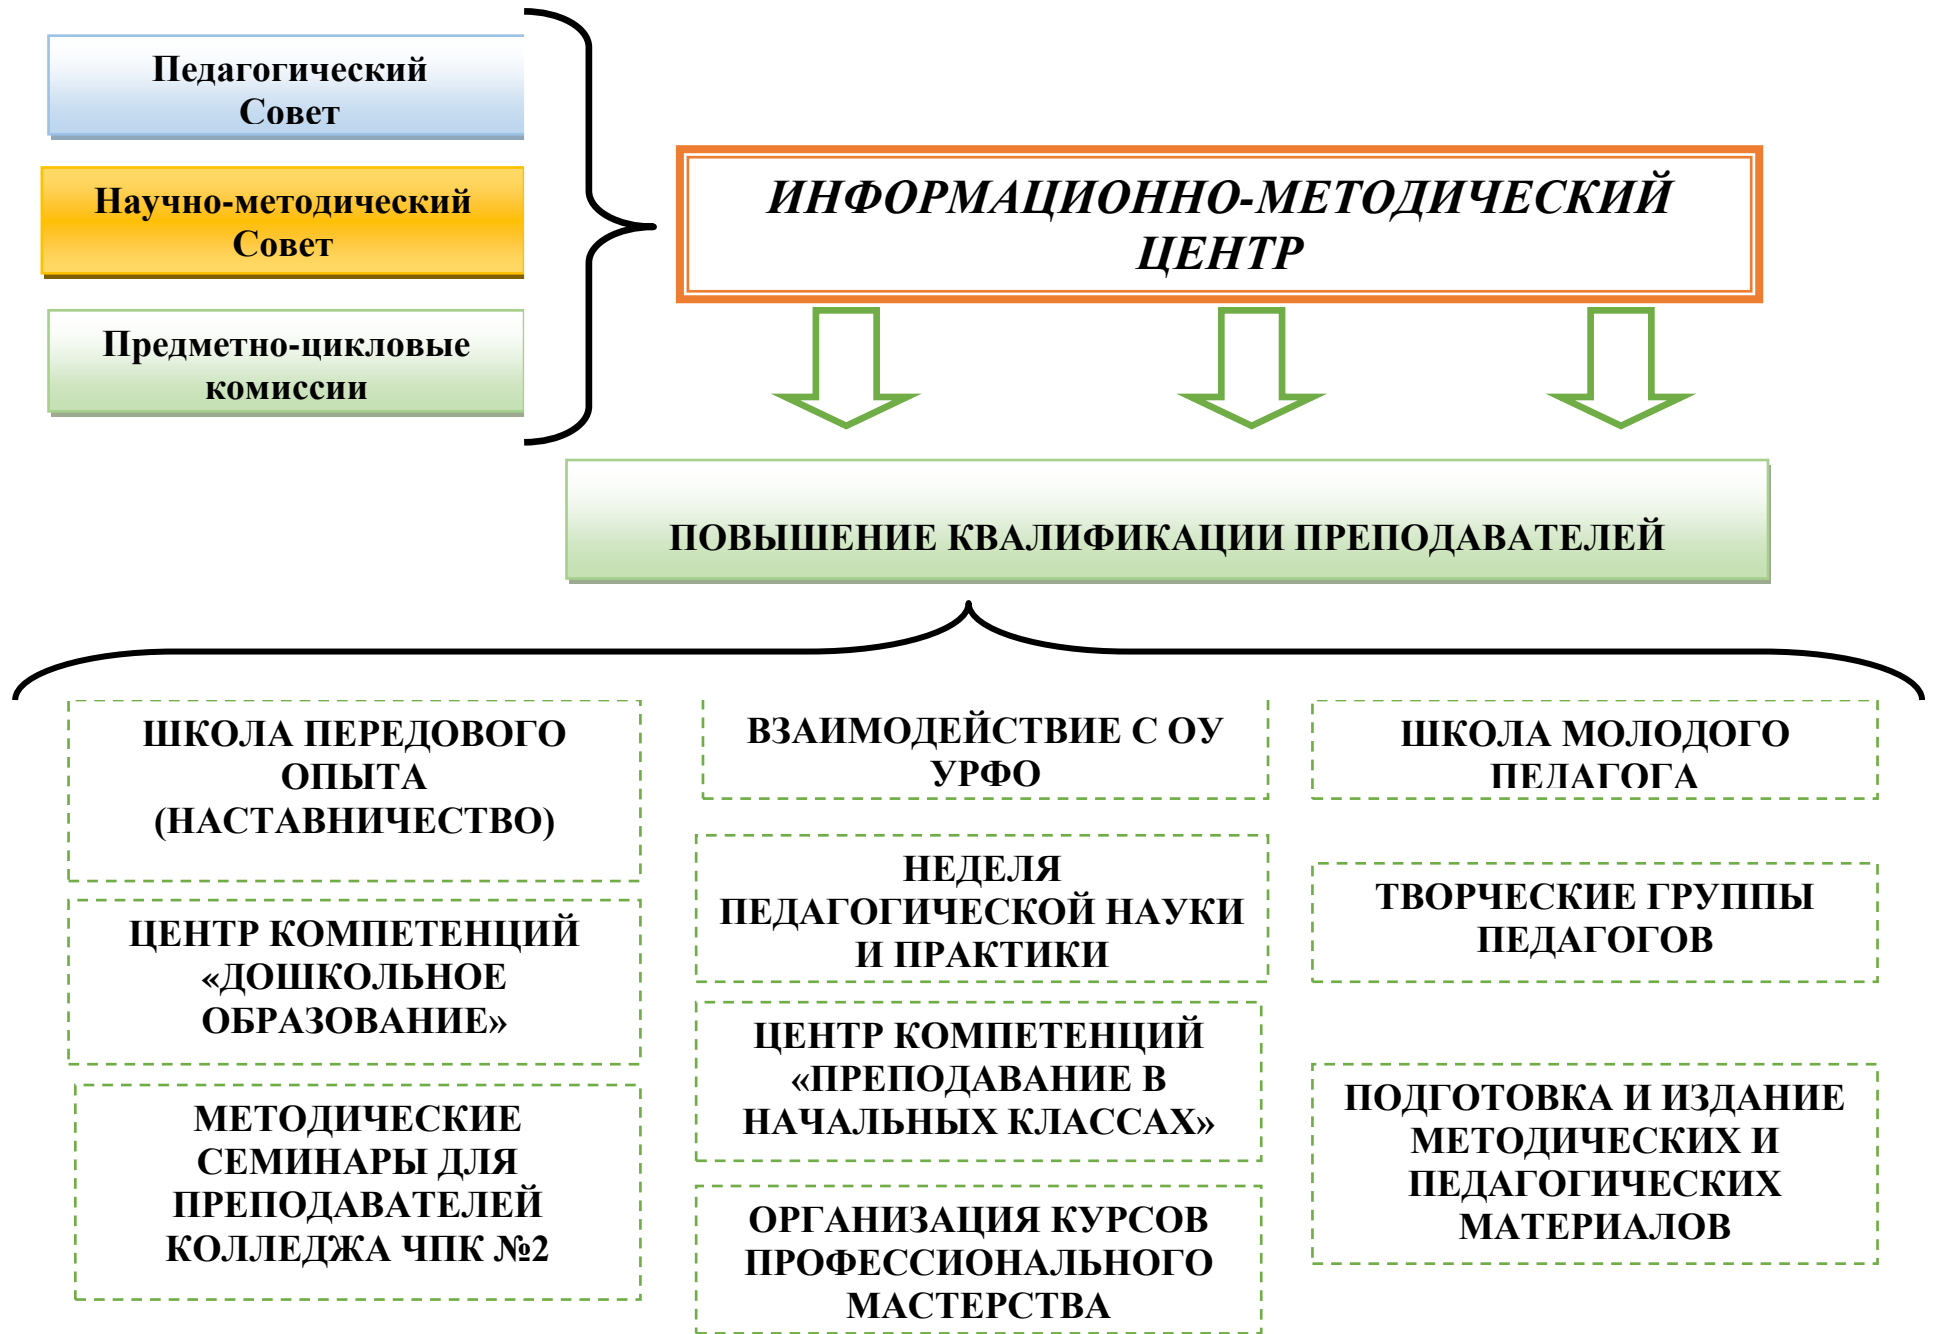 Педагогический
Совет
Научно-методический
Совет
Предметно-цикловые
комиссии
ИНФОРМАЦИОННО-МЕТОДИЧЕСКИЙ
ЦЕНТР
ПОВЫШЕНИЕ КВАЛИФИКАЦИИ ПРЕПОДАВАТЕЛЕЙ
ШКОЛА ПЕРЕДОВОГО
ОПЫТА
(НАСТАВНИЧЕСТВО)
ЦЕНТР КОМПЕТЕНЦИЙ
«ДОШКОЛЬНОЕ
ОБРАЗОВАНИЕ»
МЕТОДИЧЕСКИЕ
СЕМИНАРЫ ДЛЯ
ПРЕПОДАВАТЕЛЕЙ
КОЛЛЕДЖА ЧПК №2
ВЗАИМОДЕЙСТВИЕ С ОУ
УРФО
НЕДЕЛЯ
ПЕДАГОГИЧЕСКОЙ НАУКИ
И ПРАКТИКИ
ЦЕНТР КОМПЕТЕНЦИЙ
«ПРЕПОДАВАНИЕ В
НАЧАЛЬНЫХ КЛАССАХ»
ОРГАНИЗАЦИЯ КУРСОВ
ПРОФЕССИОНАЛЬНОГО
МАСТЕРСТВА
ШКОЛА МОЛОДОГО
ПЕДАГОГА
ТВОРЧЕСКИЕ ГРУППЫ
ПЕДАГОГОВ
ПОДГОТОВКА И ИЗДАНИЕ
МЕТОДИЧЕСКИХ И
ПЕДАГОГИЧЕСКИХ
МАТЕРИАЛОВ